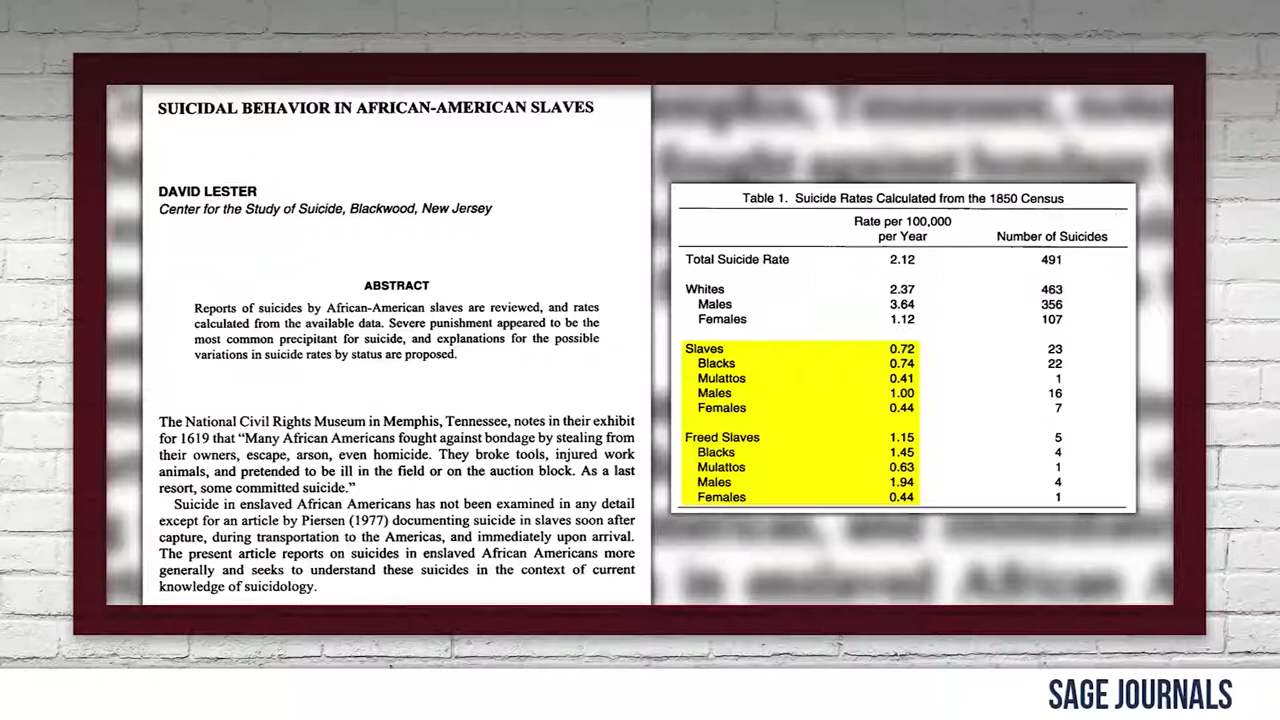 SUICIDAL BEHAVIOR IN AFRICAN-AMERICAN SLAVES
DAVID LESTER
Center for the Study of Suicide, Blackwood, New Jersey
ABSTRACT
Reports of suicides by African-American slaves are reviewed, and rates
calculated from the available data. Severe punishment appeared to be the
most common precipitant for suicide, and explanations for the possible
variations in suicide rates by status are proposed.
The National Civil Rights Museum in Memphis, Tennessee, notes in their exhibit
for 1619 that “Many African Americans fought against bondage by stealing from
their owners, escape, arson, even homicide. They broke tools, injured work
animals, and pretended to be ill in the field or on the auction block. As a last
resort, some committed suicide.”
Suicide in enslaved African Americans has not been examined in any detail
except for an article by Piersen (1977) documenting suicide in slaves soon after
capture, during transportation to the Americas, and immediately upon arrival.
The present article reports on suicides in enslaved African Americans more
generally and seeks to understand these suicides in the context of current
knowledge of suicidology.
Table 1. Suicide Rates Calculated from the 1850 Census
Rate per 100,000
per Year Number of Suicides
Total Suicide Rate 2.12 491
Whites 2.37 463
Males 3.64 356
Females 1.12 107
Slaves 0.72 23
Blacks 0.74 22
Mulattos 0.41 1
Males 1.00 16
Females 0.44 7
Freed Slaves 1.15 5
Blacks 1.45 4
Mulattos 0.63 1
Males 1.94 4
Females 0.44 1
SAGE JOURNALS